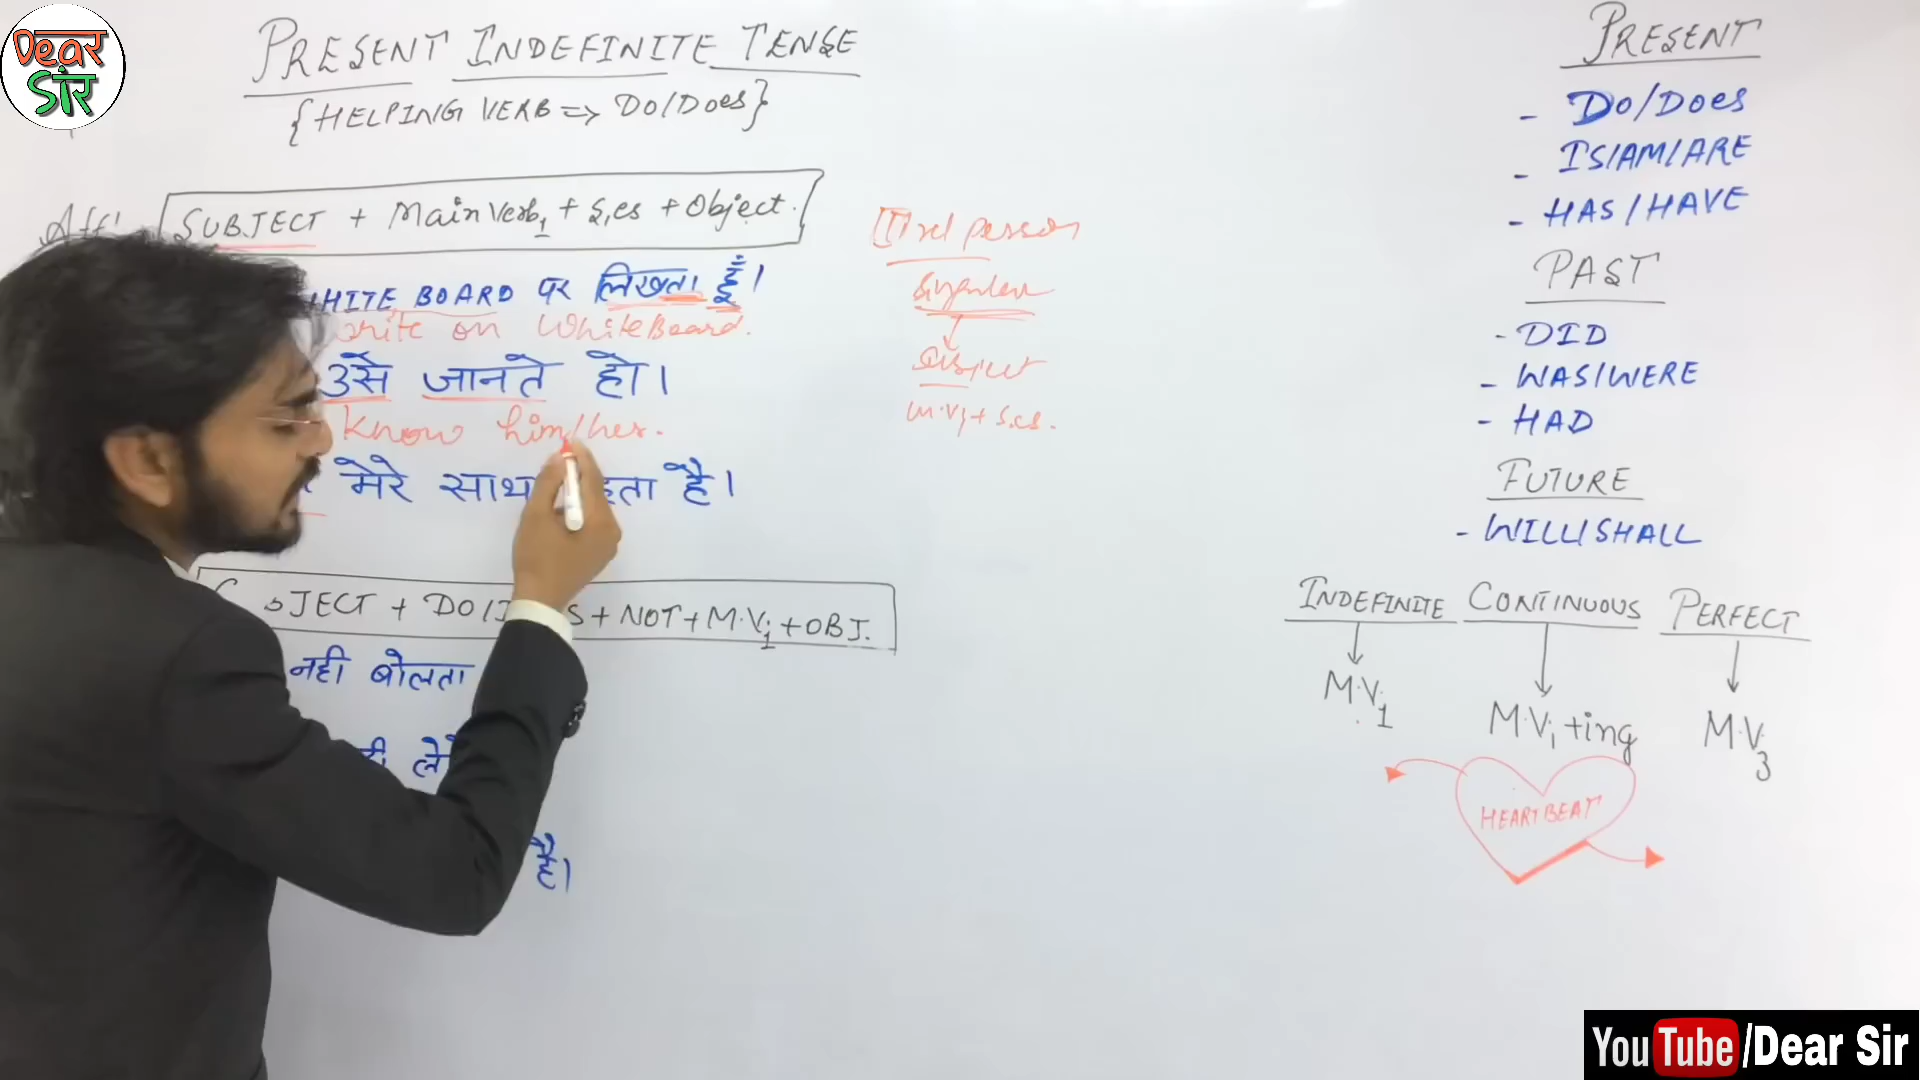 Dear
Sir
PRESENT INDEFINITE TENSE
{HELPING VERB => DO/DOES}
SUBJECT + Main Verb1 + s,es + Object.
WHITE BOARD पर लिखता हूँ।
write on WhiteBoard.
उसे जानते हो।
know him/her.
मेरे साथ है।
JECT + DO/ S + NOT + M.V1 + OBJ.
नही बोलता
है।
IIIrd person
Singular
Subject
M.V1 + s,es.
PRESENT
- DO/DOES
- IS/AM/ARE
- HAS/HAVE
PAST
- DID
- WAS/WERE
- HAD
FUTURE
- WILL/SHALL
INDEFINITE CONTINUOUS PERFECT
M.V1 M.V1+ing M.V3
HEARTBEAT
YouTube/Dear Sir